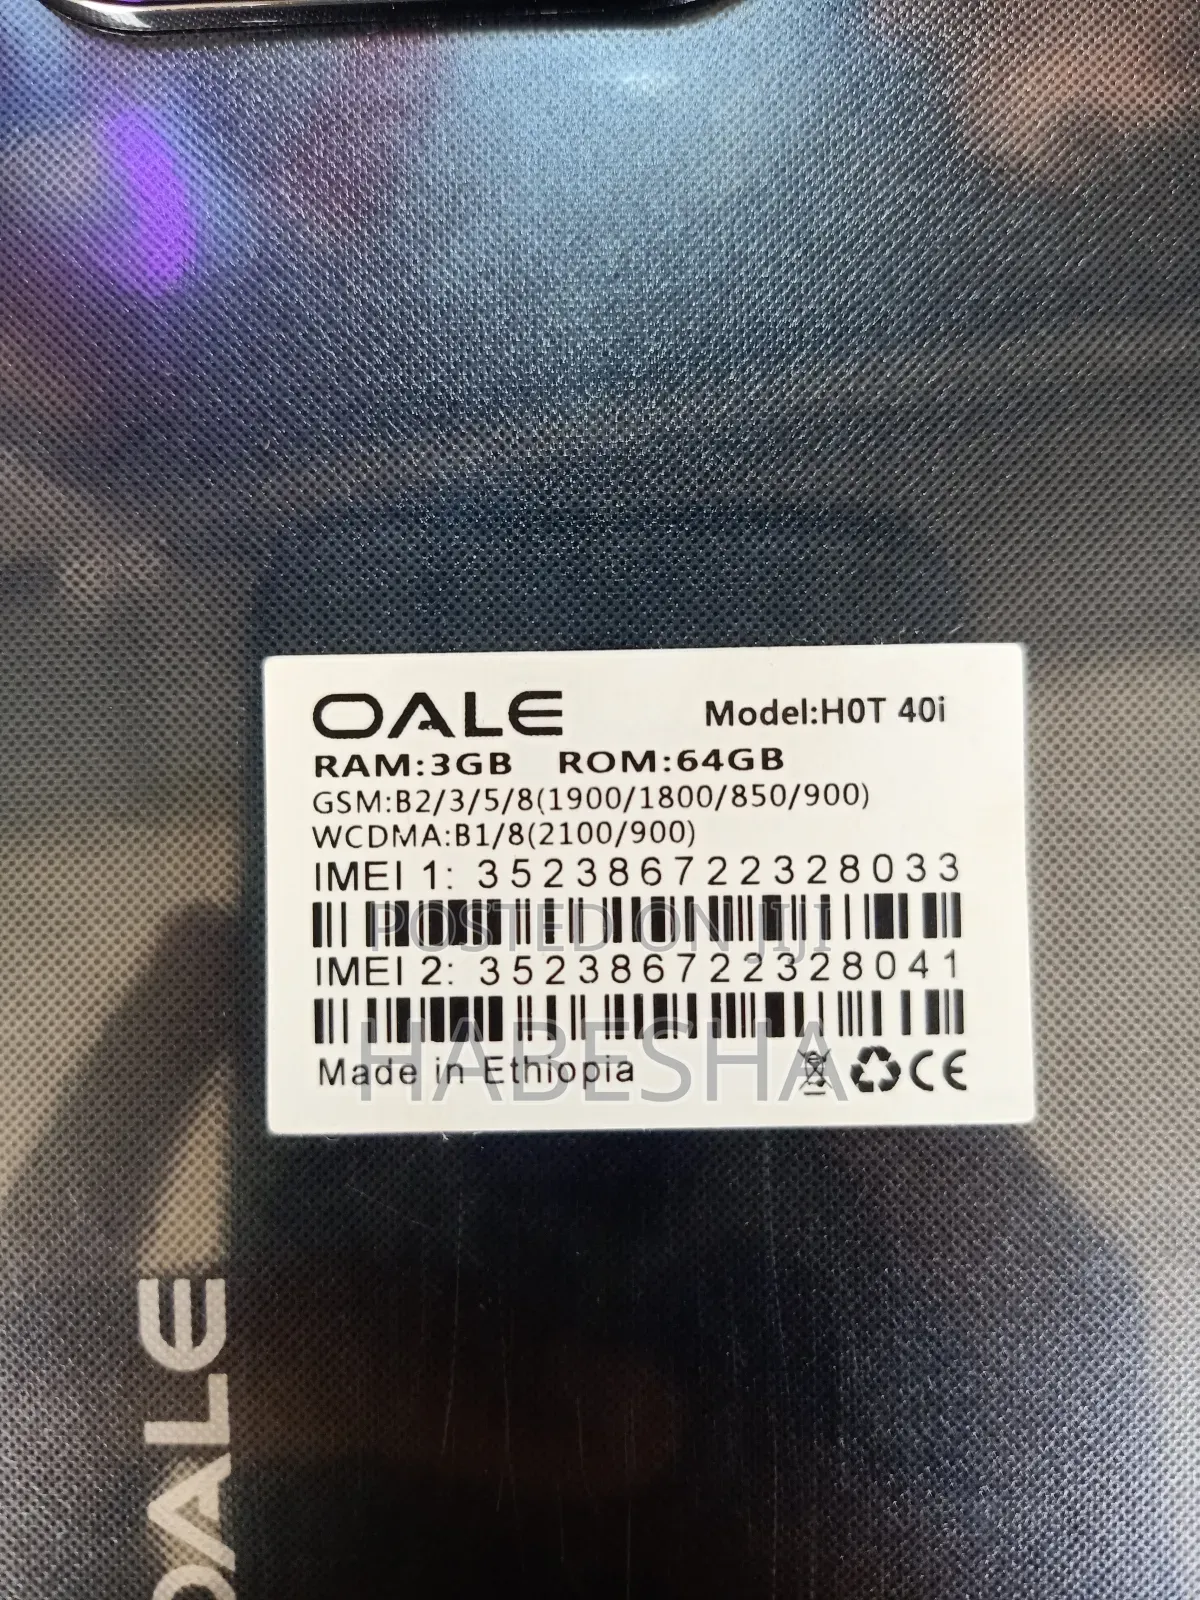 OALE Model:H0T 40i
RAM:3GB ROM:64GB
GSM:B2/3/5/8(1900/1800/850/900)
WCDMA:B1/8(2100/900)
IMEI 1: 352386722328033
POSTED ON JIJI
IMEI 2: 352386722328041
HABESHA
Made in Ethiopia CE
OALE